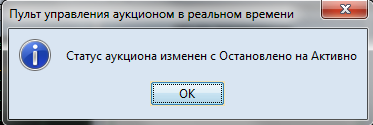 Пульт управления аукционом в реальном времени
Статус аукциона изменен с Остановлено на Активно
OK